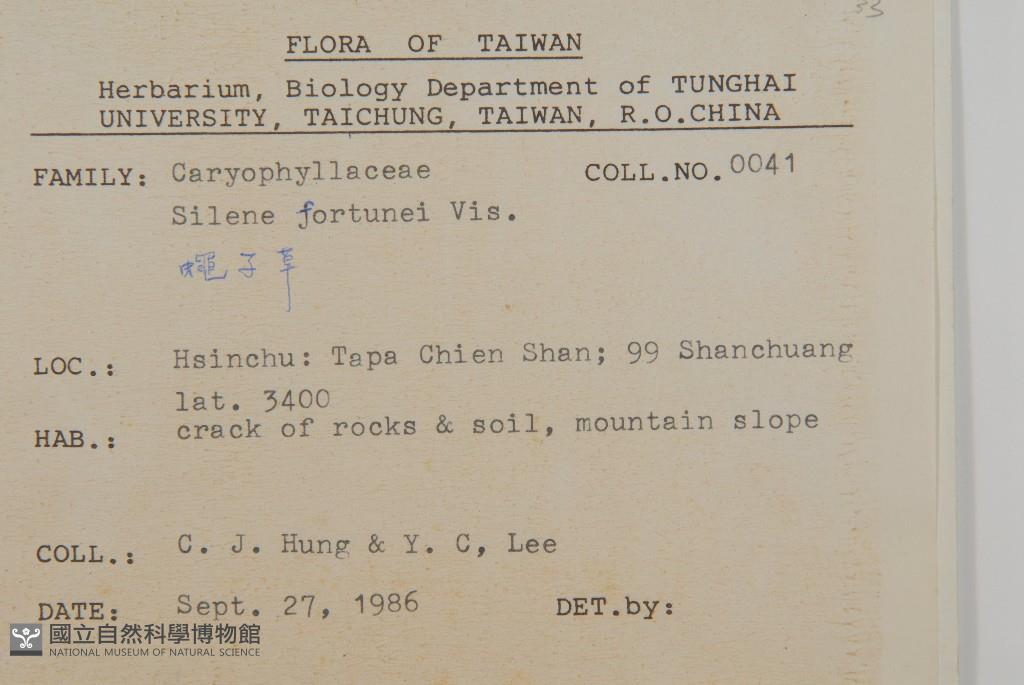 33
FLORA OF TAIWAN
Herbarium, Biology Department of TUNGHAI
UNIVERSITY, TAICHUNG, TAIWAN, R.O.CHINA
FAMILY: Caryophyllaceae COLL.NO. 0041
Silene fortunei Vis.
蠅子草
LOC.: Hsinchu: Tapa Chien Shan; 99 Shanchuang
lat. 3400
HAB.: crack of rocks & soil, mountain slope
COLL.: C. J. Hung & Y. C, Lee
DATE: Sept. 27, 1986 DET.by:
國立自然科學博物館
NATIONAL MUSEUM OF NATURAL SCIENCE